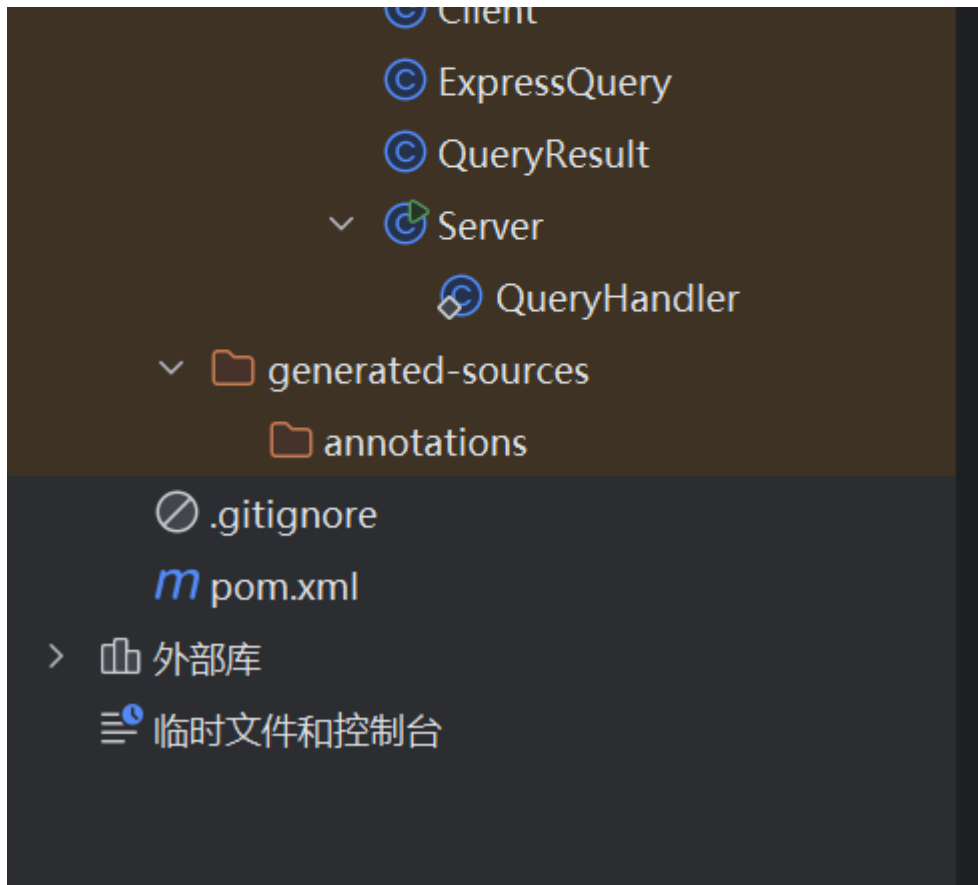 Client
ExpressQuery
QueryResult
Server
QueryHandler
generated-sources
annotations
.gitignore
pom.xml
外部库
临时文件和控制台